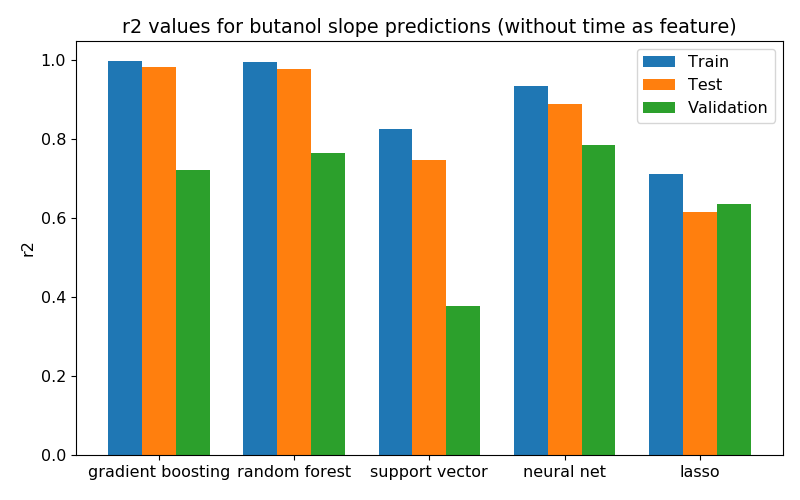 r2 values for butanol slope predictions (without time as feature)
Train
Test
Validation
r2
1.0
0.8
0.6
0.4
0.2
0.0
gradient boosting
random forest
support vector
neural net
lasso